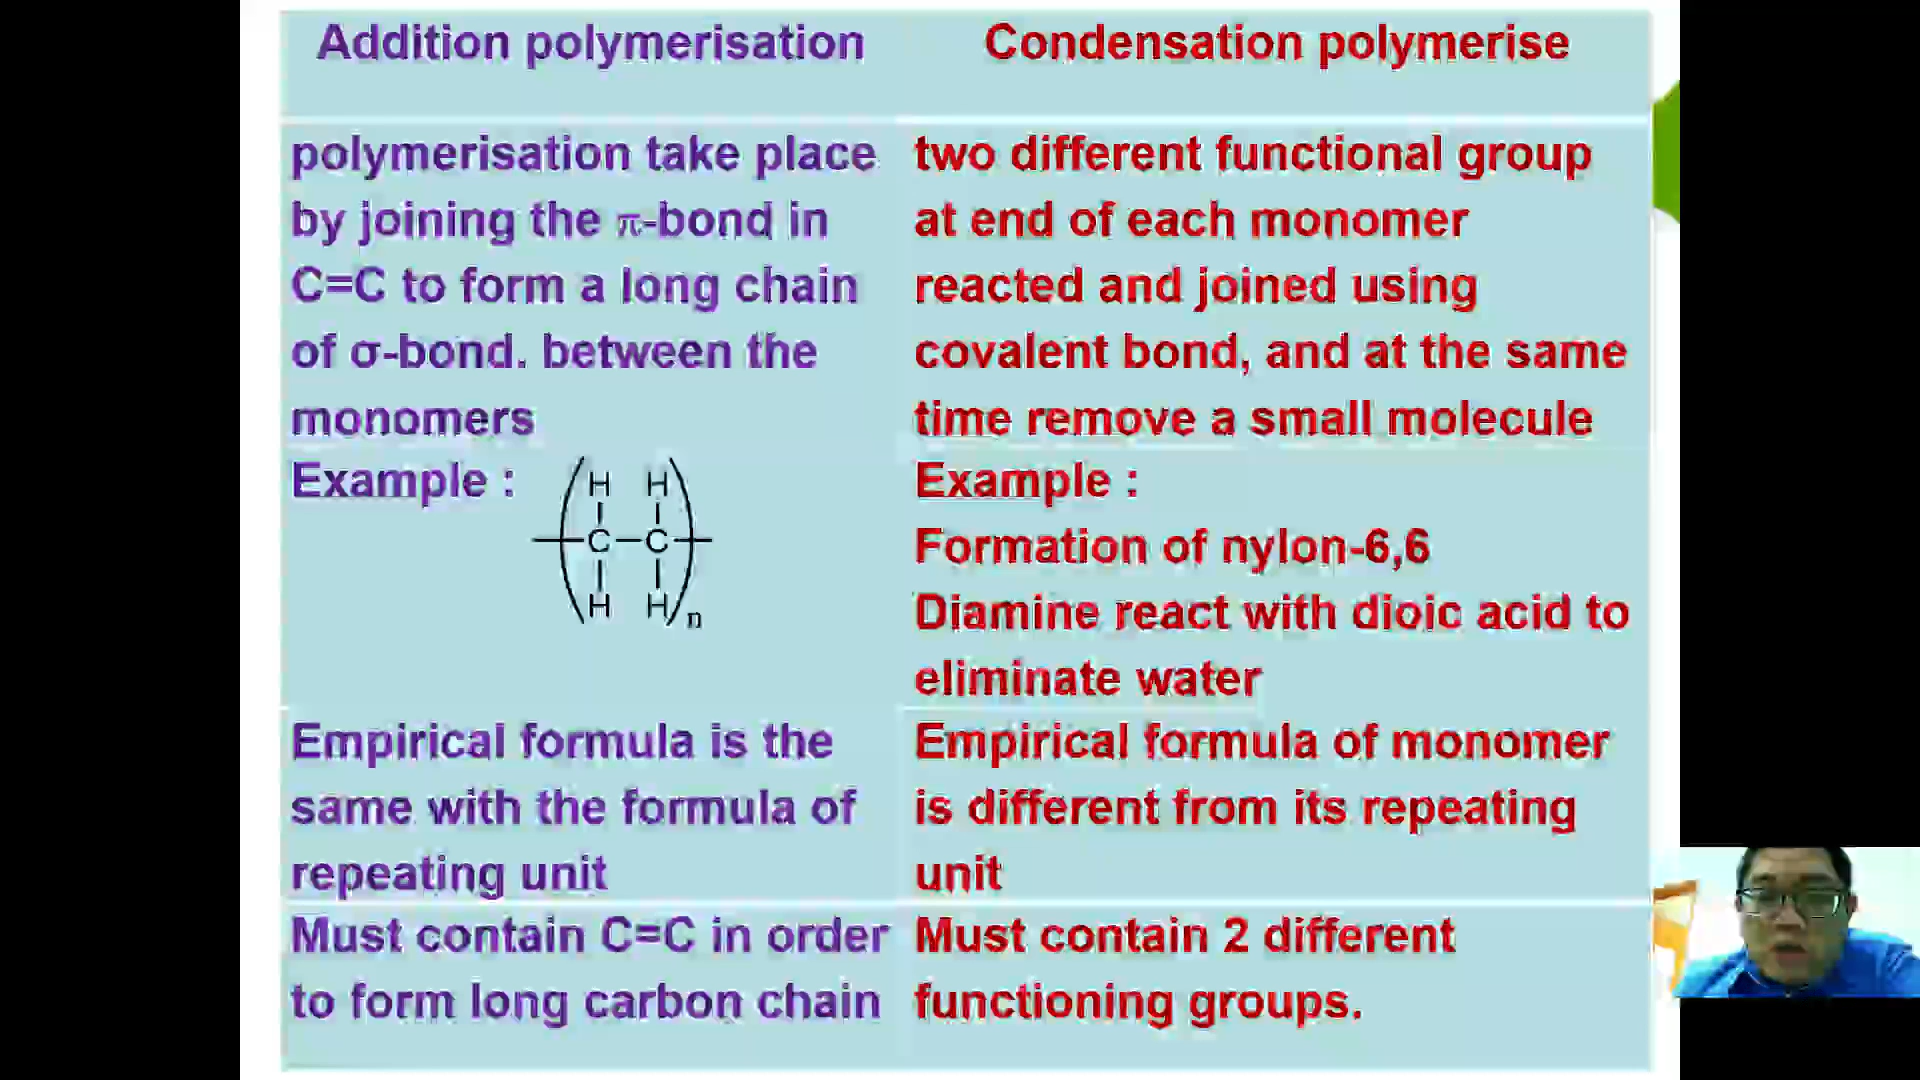 Addition polymerisation
Condensation polymerise
polymerisation take place
by joining the π-bond in
C=C to form a long chain
of σ-bond. between the
monomers
two different functional group
at end of each monomer
reacted and joined using
covalent bond, and at the same
time remove a small molecule
Example :
H H
C C
H H
n
Example :
Formation of nylon-6,6
Diamine react with dioic acid to
eliminate water
Empirical formula is the
same with the formula of
repeating unit
Empirical formula of monomer
is different from its repeating
unit
Must contain C=C in order
to form long carbon chain
Must contain 2 different
functioning groups.